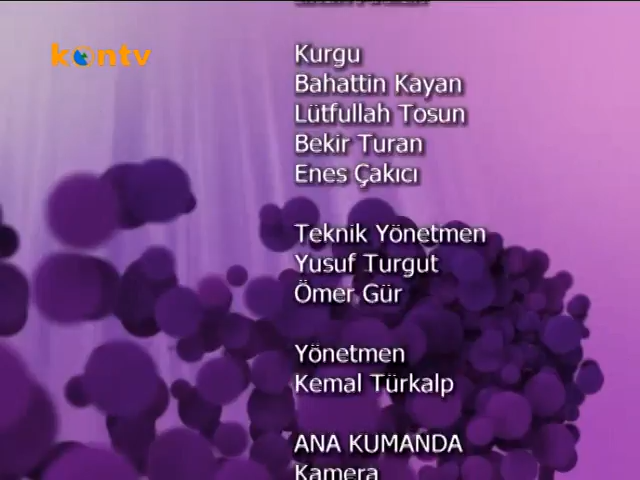 kontv
Kurgu
Bahattin Kayan
Lütfullah Tosun
Bekir Turan
Enes Çakıcı
Teknik Yönetmen
Yusuf Turgut
Ömer Gür
Yönetmen
Kemal Türkalp
ANA KUMANDA
Kamera